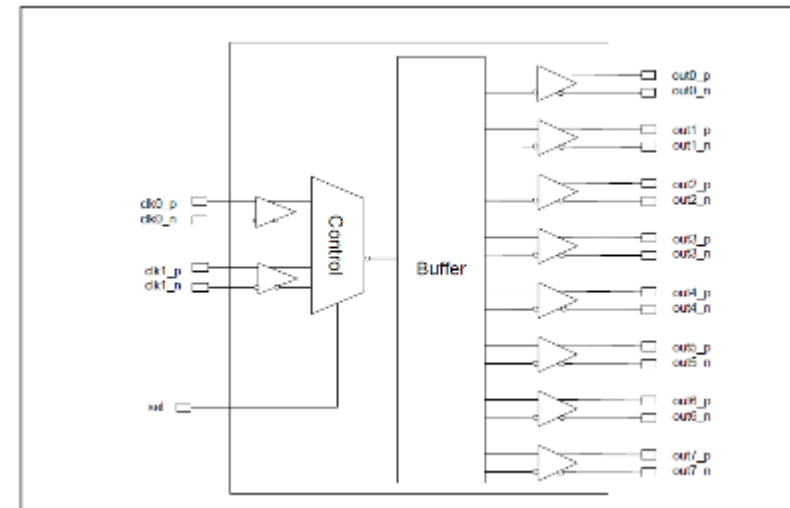 out0_p
out0_n
out1_p
out1_n
out2_p
out2_n
clk0_p
clk0_n
Control
out3_p
out3_n
clk1_p
clk1_n
Buffer
out4_p
out4_n
out5_p
out5_n
sel
out6_p
out6_n
out7_p
out7_n